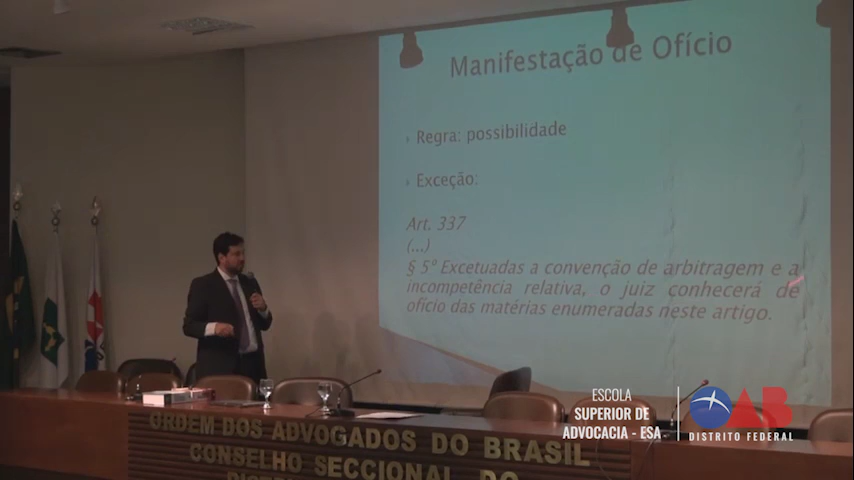 Manifestação de Ofício
Regra: possibilidade
Exceção:
Art. 337
(...)
§ 5º Excetuadas a convenção de arbitragem e a
incompetência relativa, o juiz conhecerá de
ofício das matérias enumeradas neste artigo.
ESCOLA
SUPERIOR DE
ADVOCACIA - ESA
OAB
DISTRITO FEDERAL
ORDEM DOS ADVOGADOS DO BRASIL
CONSELHO SECCIONAL DO